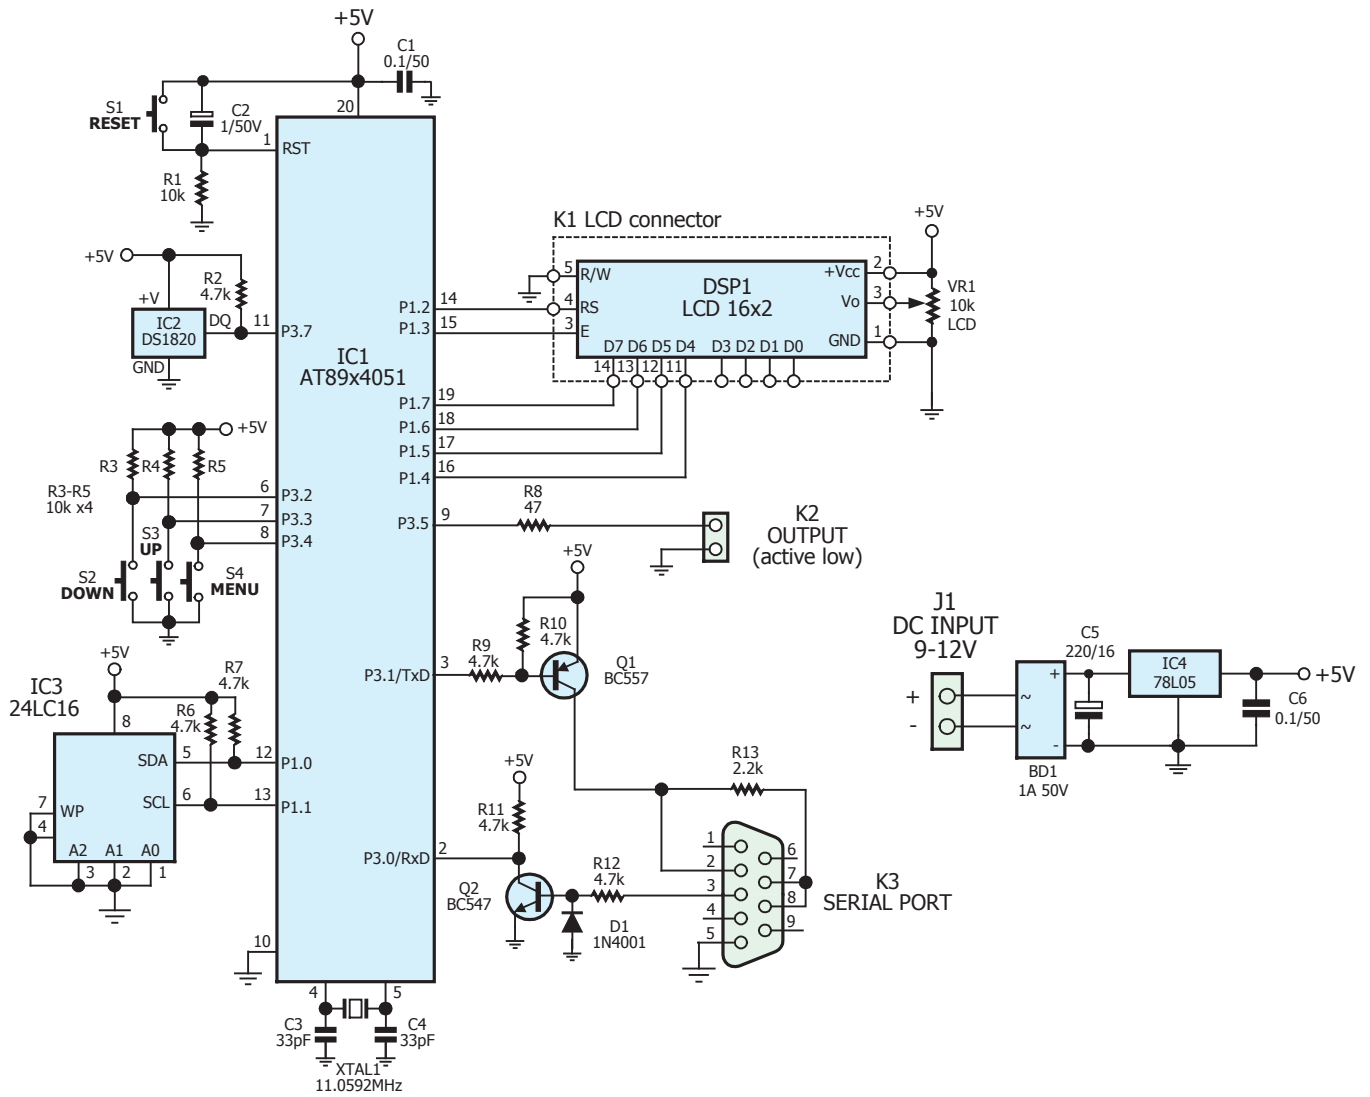 +5V
C1
0.1/50
20
S1
RESET
C2
1/50V
1
RST
R1
10k
K1 LCD connector
+5V
+5V
R2
4.7k
+V
IC2
DS1820
DQ
11
P3.7
GND
IC1
AT89x4051
P1.2
14
P1.3
15
5
R/W
4
RS
3
E
DSP1
LCD 16x2
+Vcc
2
Vo
3
GND
1
VR1
10k
LCD
D7 D6 D5 D4 D3 D2 D1 D0
14 13 12 11
P1.7
19
P1.6
18
P1.5
17
P1.4
16
+5V
R3 R4 R5
R3-R5
10k x4
6
P3.2
7
P3.3
8
P3.4
S3
UP
S2
DOWN
S4
MENU
P3.5
9
R8
47
K2
OUTPUT
(active low)
+5V
R10
4.7k
R9
4.7k
P3.1/TxD
3
Q1
BC557
J1
DC INPUT
9-12V
+
-
~
~
+
-
BD1
1A 50V
C5
220/16
IC4
78L05
+5V
C6
0.1/50
+5V
IC3
24LC16
R7
4.7k
R6
4.7k
8
SDA
5
12
P1.0
SCL
6
13
P1.1
7
WP
4
A2 A1 A0
3 2 1
+5V
R11
4.7k
P3.0/RxD
2
Q2
BC547
R12
4.7k
D1
1N4001
R13
2.2k
1
2
3
4
5
6
7
8
9
K3
SERIAL PORT
10
4
5
C3
33pF
C4
33pF
XTAL1
11.0592MHz